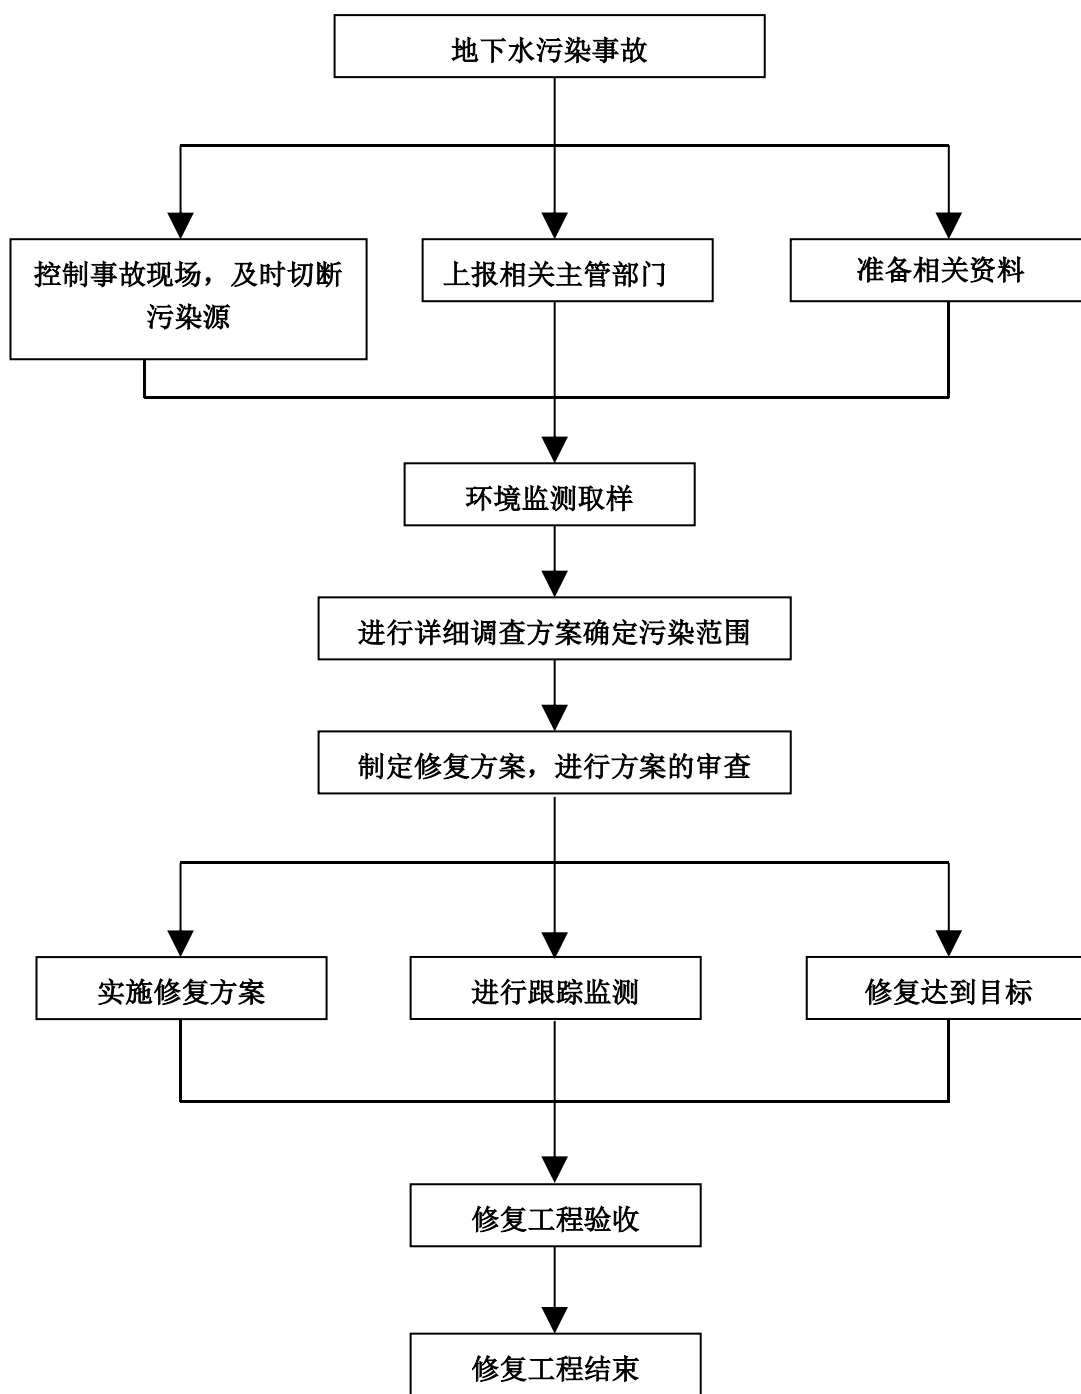 地下水污染事故
控制事故现场，及时切断
污染源
上报相关主管部门
准备相关资料
环境监测取样
进行详细调查方案确定污染范围
制定修复方案，进行方案的审查
实施修复方案
进行跟踪监测
修复达到目标
修复工程验收
修复工程结束